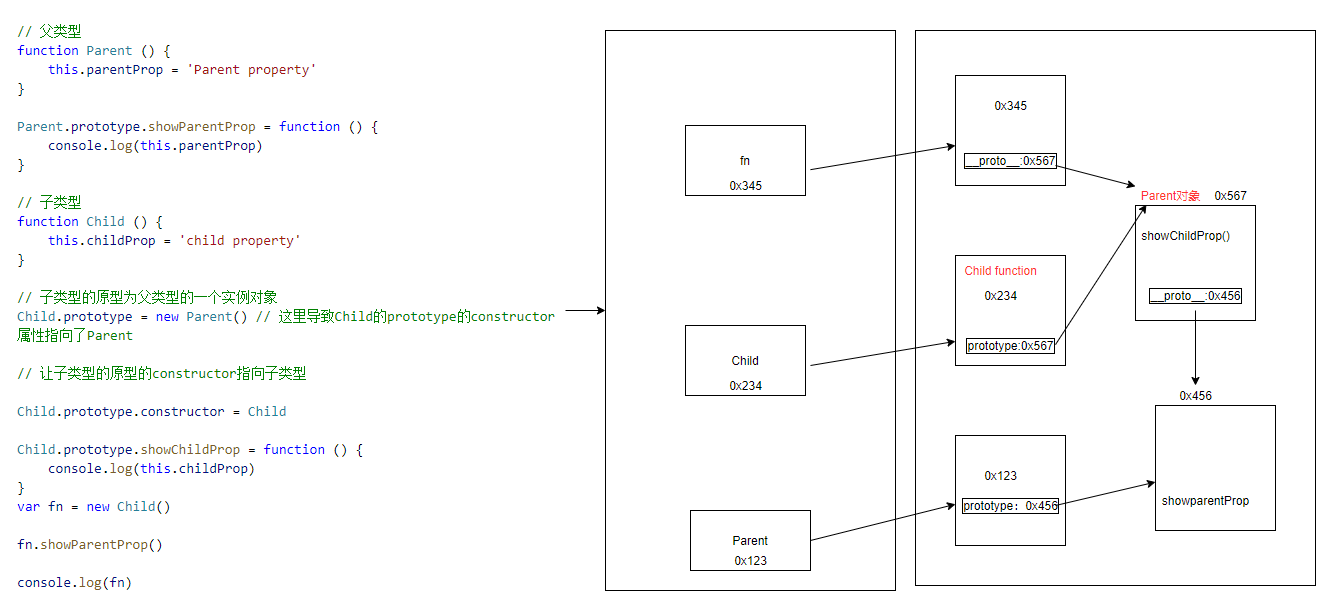 // 父类型
function Parent () {
    this.parentProp = 'Parent property'
}
Parent.prototype.showParentProp = function () {
    console.log(this.parentProp)
}
// 子类型
function Child () {
    this.childProp = 'child property'
}
// 子类型的原型为父类型的一个实例对象
Child.prototype = new Parent() // 这里导致Child的prototype的constructor
属性指向了Parent
// 让子类型的原型的constructor指向子类型
Child.prototype.constructor = Child
Child.prototype.showChildProp = function () {
    console.log(this.childProp)
}
var fn = new Child()
fn.showParentProp()
console.log(fn)
fn
0x345
Child
0x234
Parent
0x123
0x345
__proto__:0x567
Child function
0x234
prototype:0x567
0x123
prototype：0x456
Parent对象 0x567
showChildProp()
__proto__:0x456
0x456
showparentProp